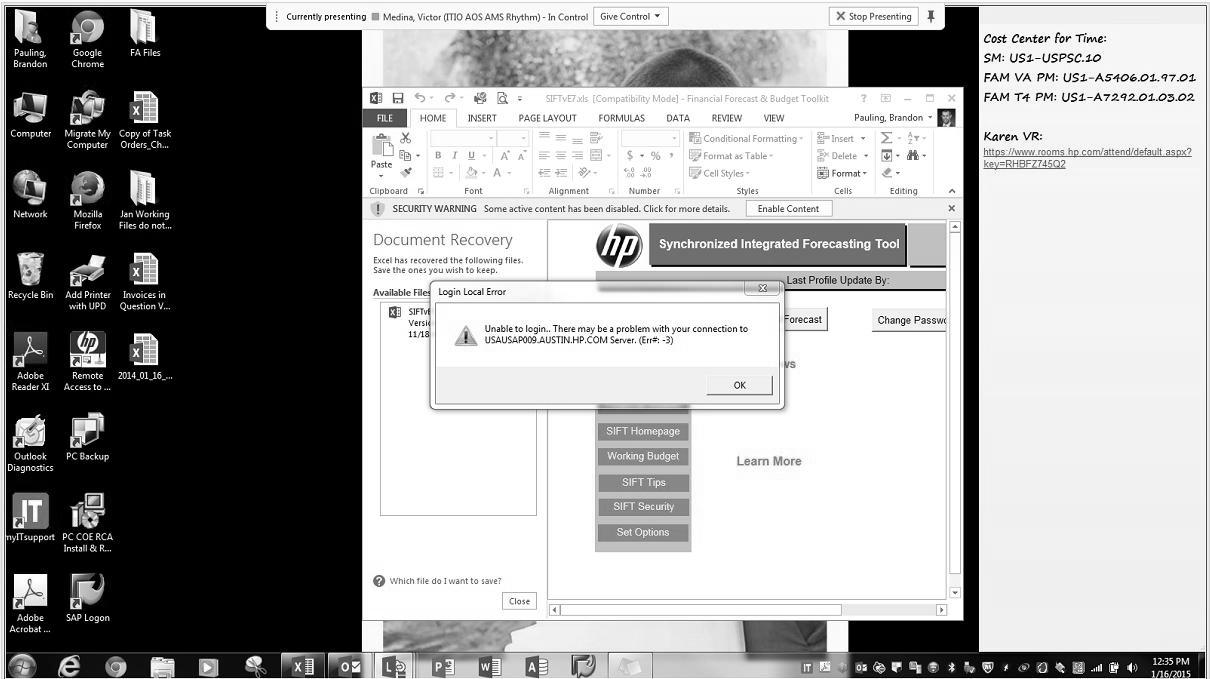 Currently presenting Medina, Victor (ITIO AOS AMS Rhythm) - In Control Give Control Stop Presenting
Pauling,
Brandon
Google
Chrome
FA Files
Computer
Migrate My
Computer
Copy of Task
Orders_Ch...
Network
Mozilla
Firefox
Jan Working
Files do not...
Recycle Bin
Add Printer
with UPD
Invoices in
Question V...
Adobe
Reader XI
Remote
Access to ...
2014_01_16_...
Outlook
Diagnostics
PC Backup
myITsupport
PC COE RCA
Install & R...
Adobe
Acrobat ...
SAP Logon
SIFTvE7.xls [Compatibility Mode] - Financial Forecast & Budget Toolkit
FILE HOME INSERT PAGE LAYOUT FORMULAS DATA REVIEW VIEW Pauling, Brandon
Paste
B I U A A
A
$ % ,
Conditional Formatting
Format as Table
Cell Styles
Insert
Delete
Format
Clipboard Font Alignment Number Styles Cells Editing
SECURITY WARNING Some active content has been disabled. Click for more details. Enable Content
Document Recovery
Excel has recovered the following files.
Save the ones you wish to keep.
Available Files
SIFTvE
Versio
11/18
Which file do I want to save?
Close
hp
Synchronized Integrated Forecasting Tool
Last Profile Update By:
Forecast
Change Passwo
ws
Login Local Error
Unable to login.. There may be a problem with your connection to
USAUSAP009.AUSTIN.HP.COM Server. (Err#: -3)
OK
SIFT Homepage
Working Budget
SIFT Tips
SIFT Security
Set Options
Learn More
Cost Center for Time:
SM: US1-USPSC.10
FAM VA PM: US1-A5406.01.97.01
FAM T4 PM: US1-A7292.01.03.02
Karen VR:
https://www.rooms.hp.com/attend/default.aspx?
key=RHBFZ745Q2
12:35 PM
1/16/2015